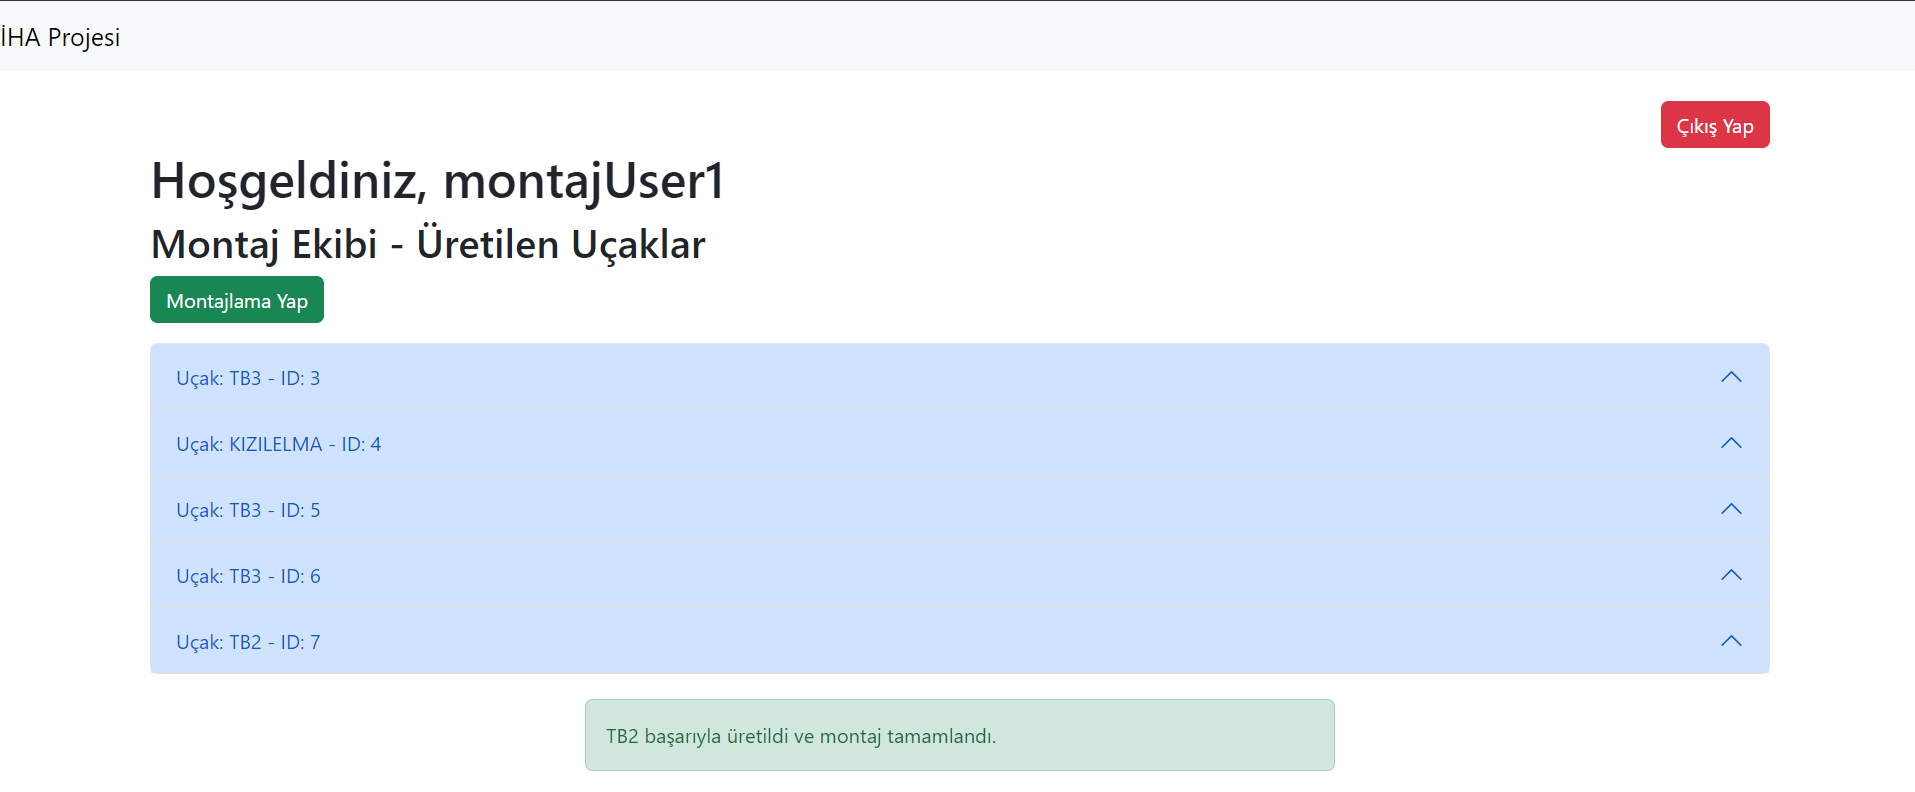 İHA Projesi
Çıkış Yap
Hoşgeldiniz, montajUser1
Montaj Ekibi - Üretilen Uçaklar
Montajlama Yap
Uçak: TB3 - ID: 3
Uçak: KIZILELMA - ID: 4
Uçak: TB3 - ID: 5
Uçak: TB3 - ID: 6
Uçak: TB2 - ID: 7
TB2 başarıyla üretildi ve montaj tamamlandı.